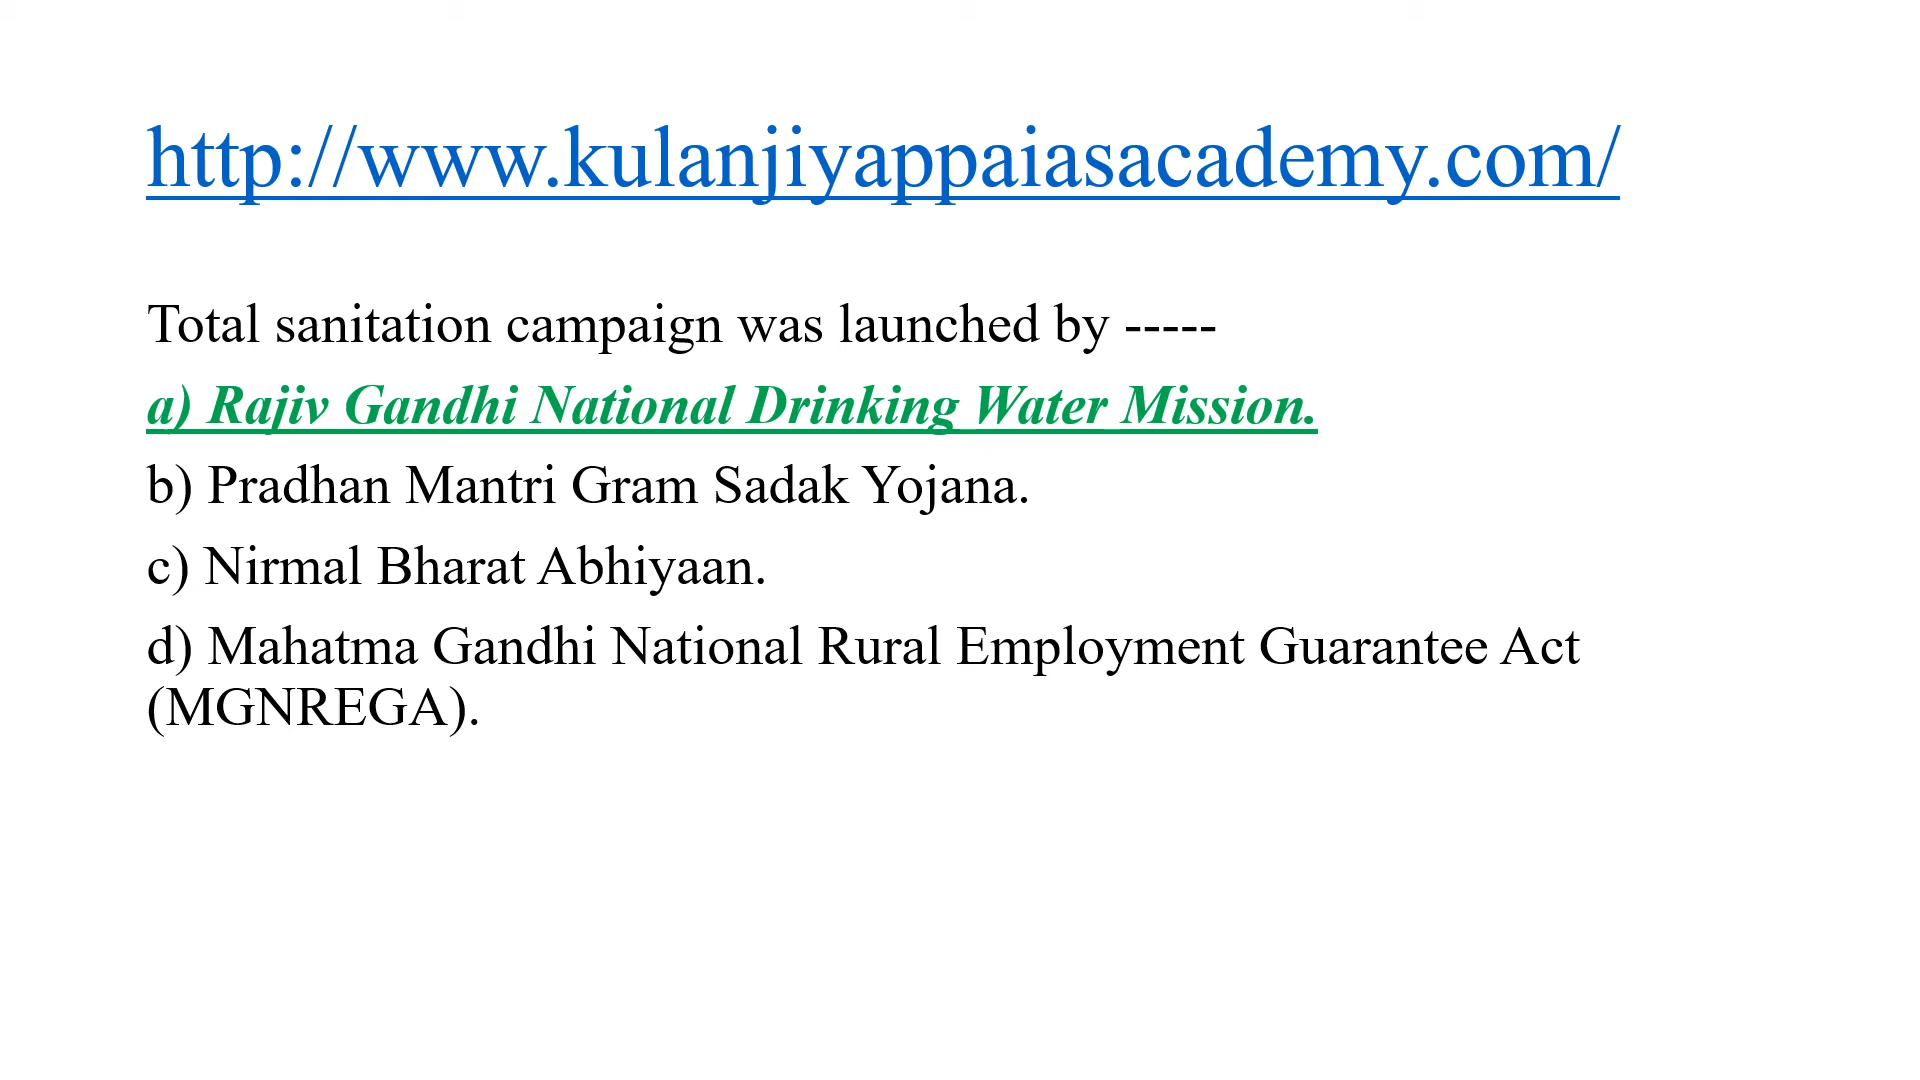 http://www.kulanjiyappaiasacademy.com/
Total sanitation campaign was launched by -----
a) Rajiv Gandhi National Drinking Water Mission.
b) Pradhan Mantri Gram Sadak Yojana.
c) Nirmal Bharat Abhiyaan.
d) Mahatma Gandhi National Rural Employment Guarantee Act
(MGNREGA).